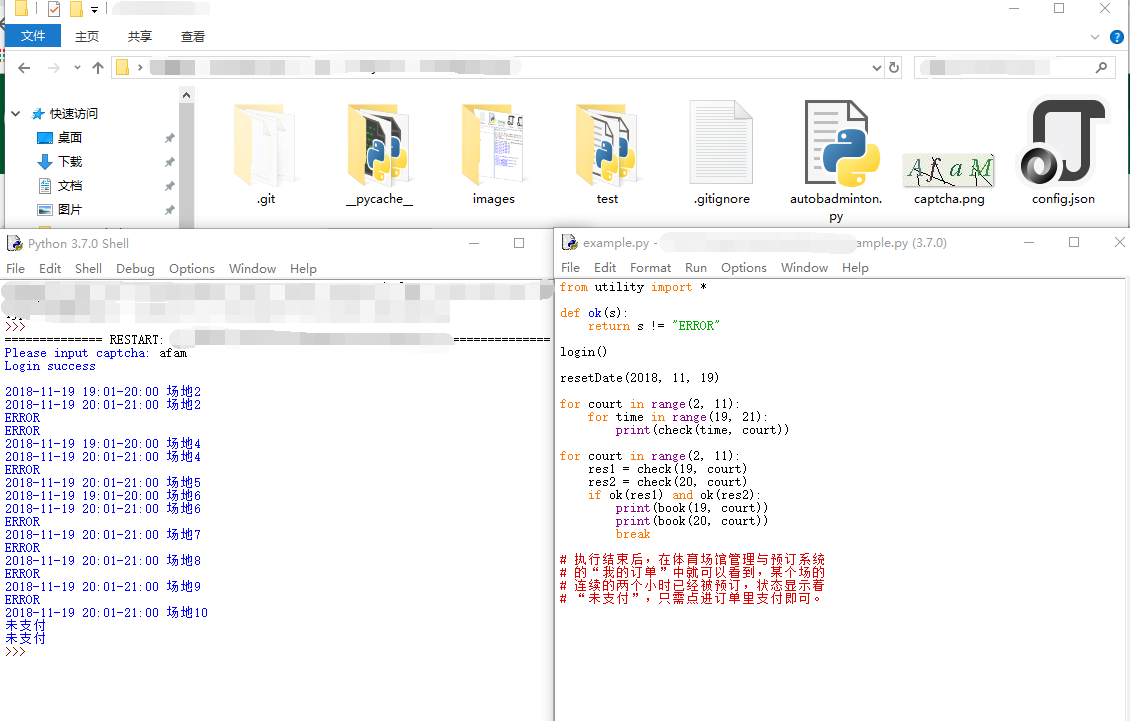 文件 主页 共享 查看
快速访问
桌面
下载
文档
图片
.git __pycache__ images test .gitignore autobadminton.py captcha.png config.json
AfaM
Python 3.7.0 Shell
File Edit Shell Debug Options Window Help
>>>
============== RESTART: ==============
Please input captcha: afam
Login success
2018-11-19 19:01-20:00 场地2
2018-11-19 20:01-21:00 场地2
ERROR
ERROR
2018-11-19 19:01-20:00 场地4
2018-11-19 20:01-21:00 场地4
ERROR
2018-11-19 20:01-21:00 场地5
2018-11-19 19:01-20:00 场地6
2018-11-19 20:01-21:00 场地6
ERROR
2018-11-19 20:01-21:00 场地7
ERROR
2018-11-19 20:01-21:00 场地8
ERROR
2018-11-19 20:01-21:00 场地9
ERROR
2018-11-19 20:01-21:00 场地10
未支付
未支付
>>>
example.py - ample.py (3.7.0)
File Edit Format Run Options Window Help
from utility import *
def ok(s):
    return s != "ERROR"
login()
resetDate(2018, 11, 19)
for court in range(2, 11):
    for time in range(19, 21):
        print(check(time, court))
for court in range(2, 11):
    res1 = check(19, court)
    res2 = check(20, court)
    if ok(res1) and ok(res2):
        print(book(19, court))
        print(book(20, court))
        break
# 执行结束后，在体育场馆管理与预订系统
# 的“我的订单”中就可以看到，某个场的
# 连续的两个小时已经被预订，状态显示着
# “未支付”，只需点进订单里支付即可。